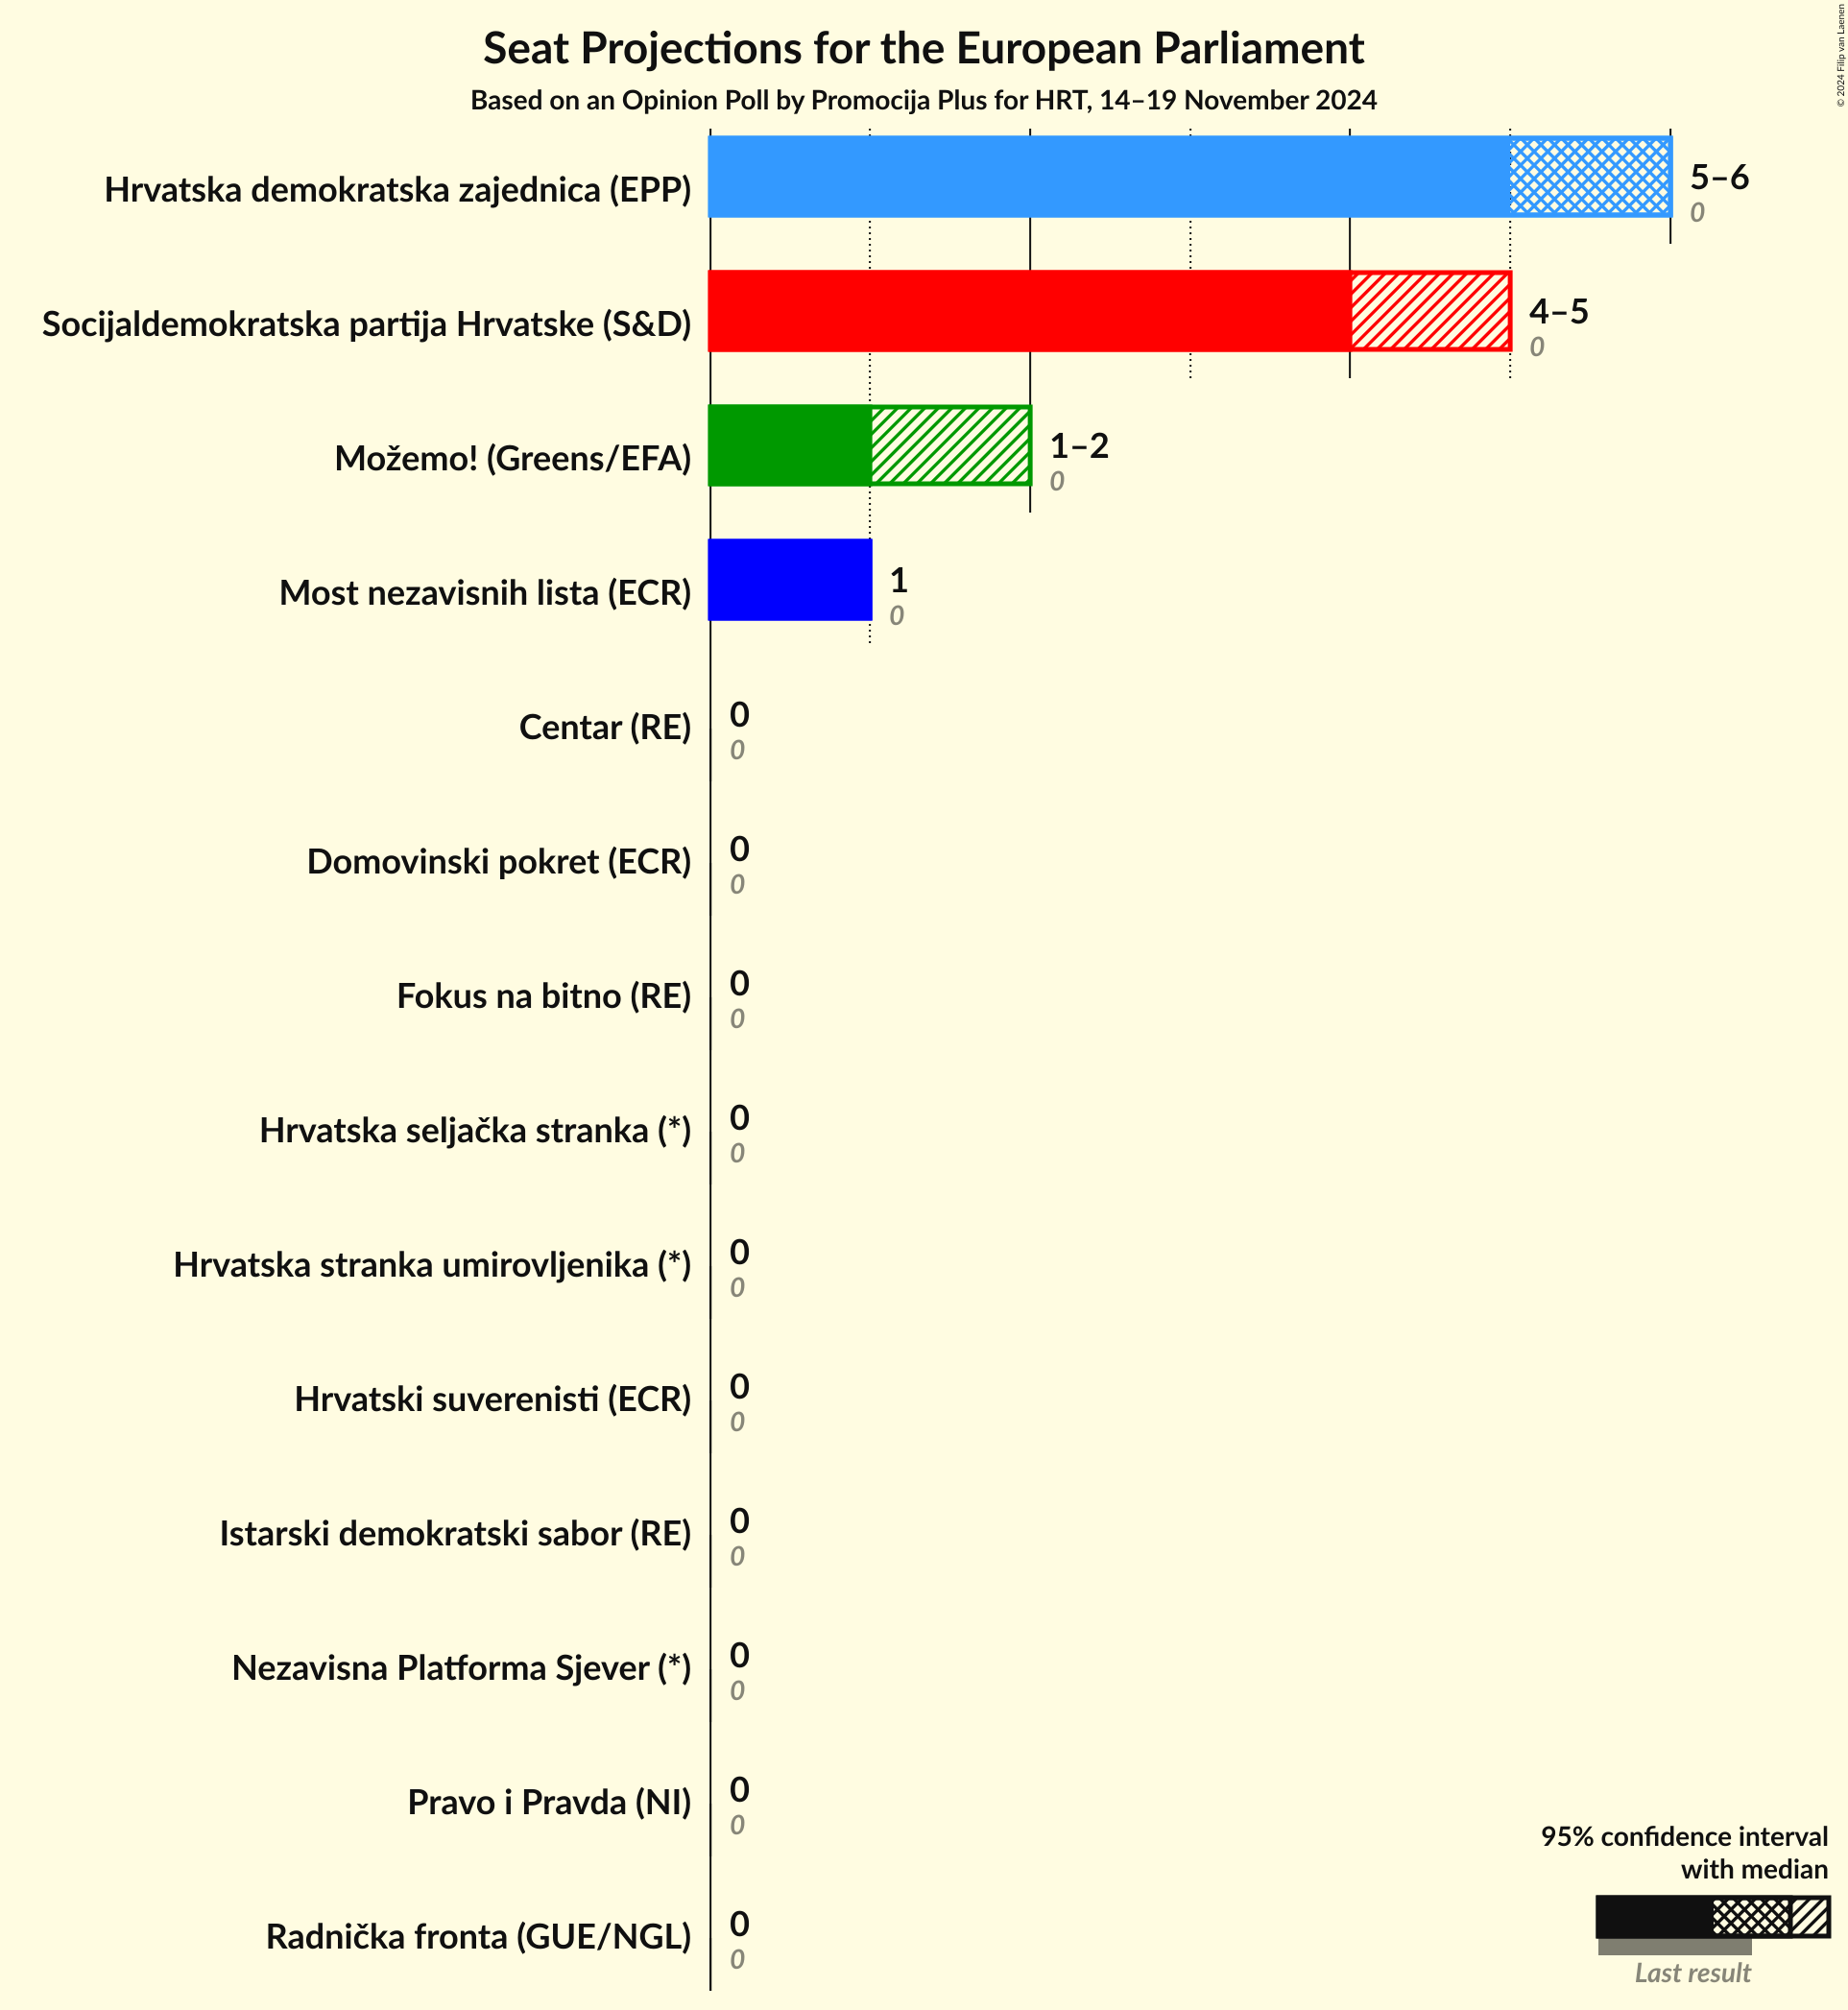 Seat Projections for the European Parliament
Based on an Opinion Poll by Promocija Plus for HRT, 14–19 November 2024
© 2024 Filip van Laenen
Hrvatska demokratska zajednica (EPP)
5–6
0
Socijaldemokratska partija Hrvatske (S&D)
4–5
0
Možemo! (Greens/EFA)
1–2
0
Most nezavisnih lista (ECR)
1
0
Centar (RE)
0
0
Domovinski pokret (ECR)
0
0
Fokus na bitno (RE)
0
0
Hrvatska seljačka stranka (*)
0
0
Hrvatska stranka umirovljenika (*)
0
0
Hrvatski suverenisti (ECR)
0
0
Istarski demokratski sabor (RE)
0
0
Nezavisna Platforma Sjever (*)
0
0
Pravo i Pravda (NI)
0
0
Radnička fronta (GUE/NGL)
0
0
95% confidence interval
with median
Last result